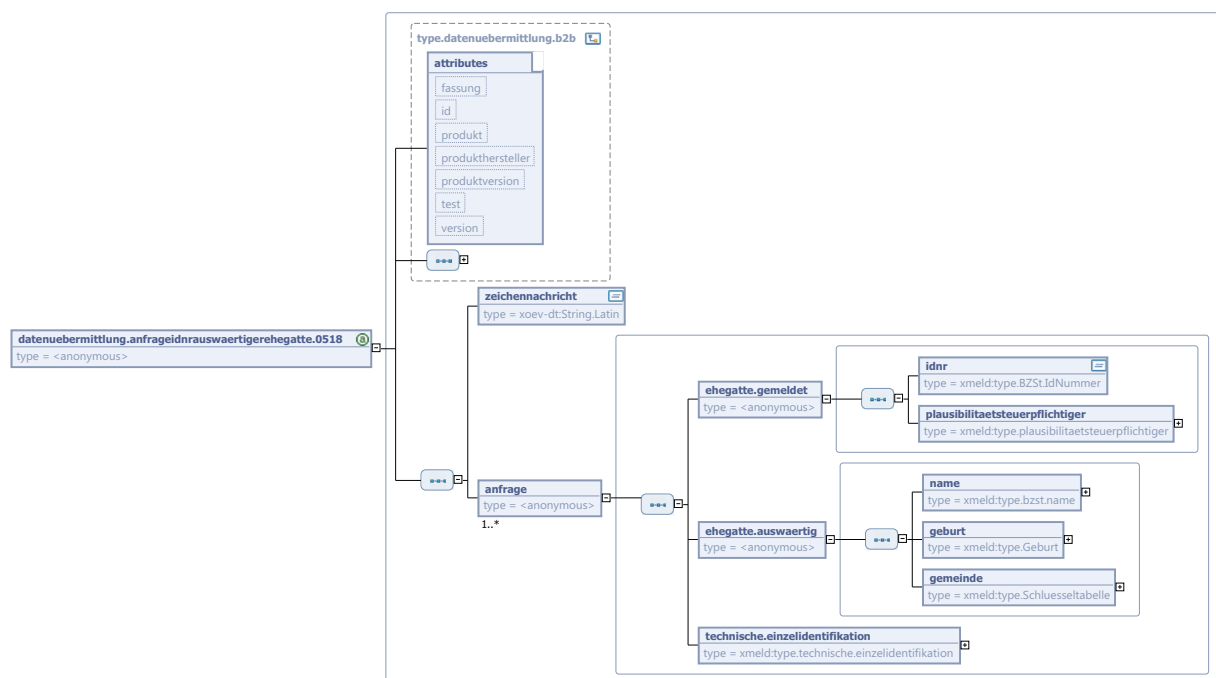 type.datenuebermittlung.b2b
attributes
fassung
id
produkt
produkthersteller
produktversion
test
version
zeichennachricht
type = xoev-dt:String.Latin
datenuebermittlung.anfrageidnrauswaertigerehegatte.0518
type = <anonymous>
anfrage
type = <anonymous>
1..*
ehegatte.gemeldet
type = <anonymous>
idnr
type = xmeld:type.BZSt.IdNummer
plausibilitaetsteuerpflichtiger
type = xmeld:type.plausibilitaetsteuerpflichtiger
ehegatte.auswaertig
type = <anonymous>
name
type = xmeld:type.bzst.name
geburt
type = xmeld:type.Geburt
gemeinde
type = xmeld:type.Schluesseltabelle
technische.einzelidentifikation
type = xmeld:type.technische.einzelidentifikation